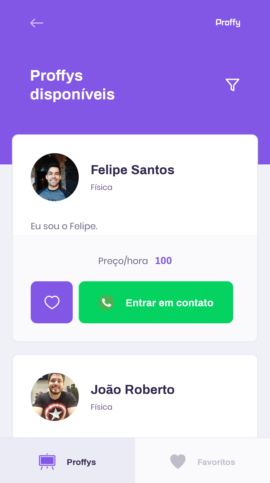 Proffy
Proffys
disponíveis
Felipe Santos
Física
Eu sou o Felipe.
Preço/hora 100
Entrar em contato
João Roberto
Física
Proffys
Favoritos